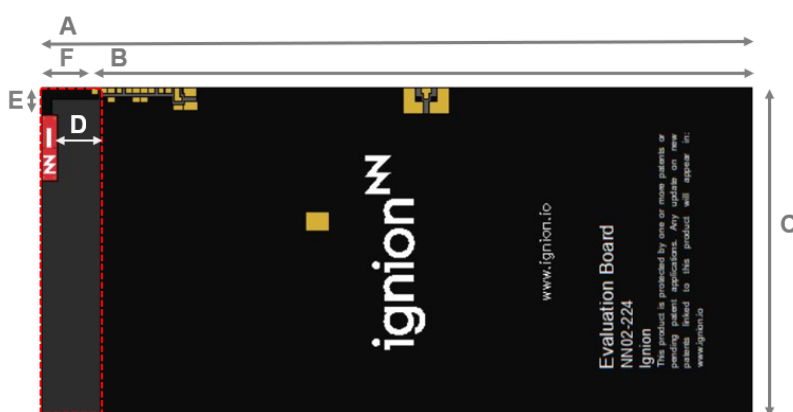 A
F B
E
D
C
ignion NN
www.ignion.io
Evaluation Board
NN02-224
Ignion
This product is protected by one or more patents or
pending patent applications. Any update on new
patents linked to this product will appear in:
www.ignion.io